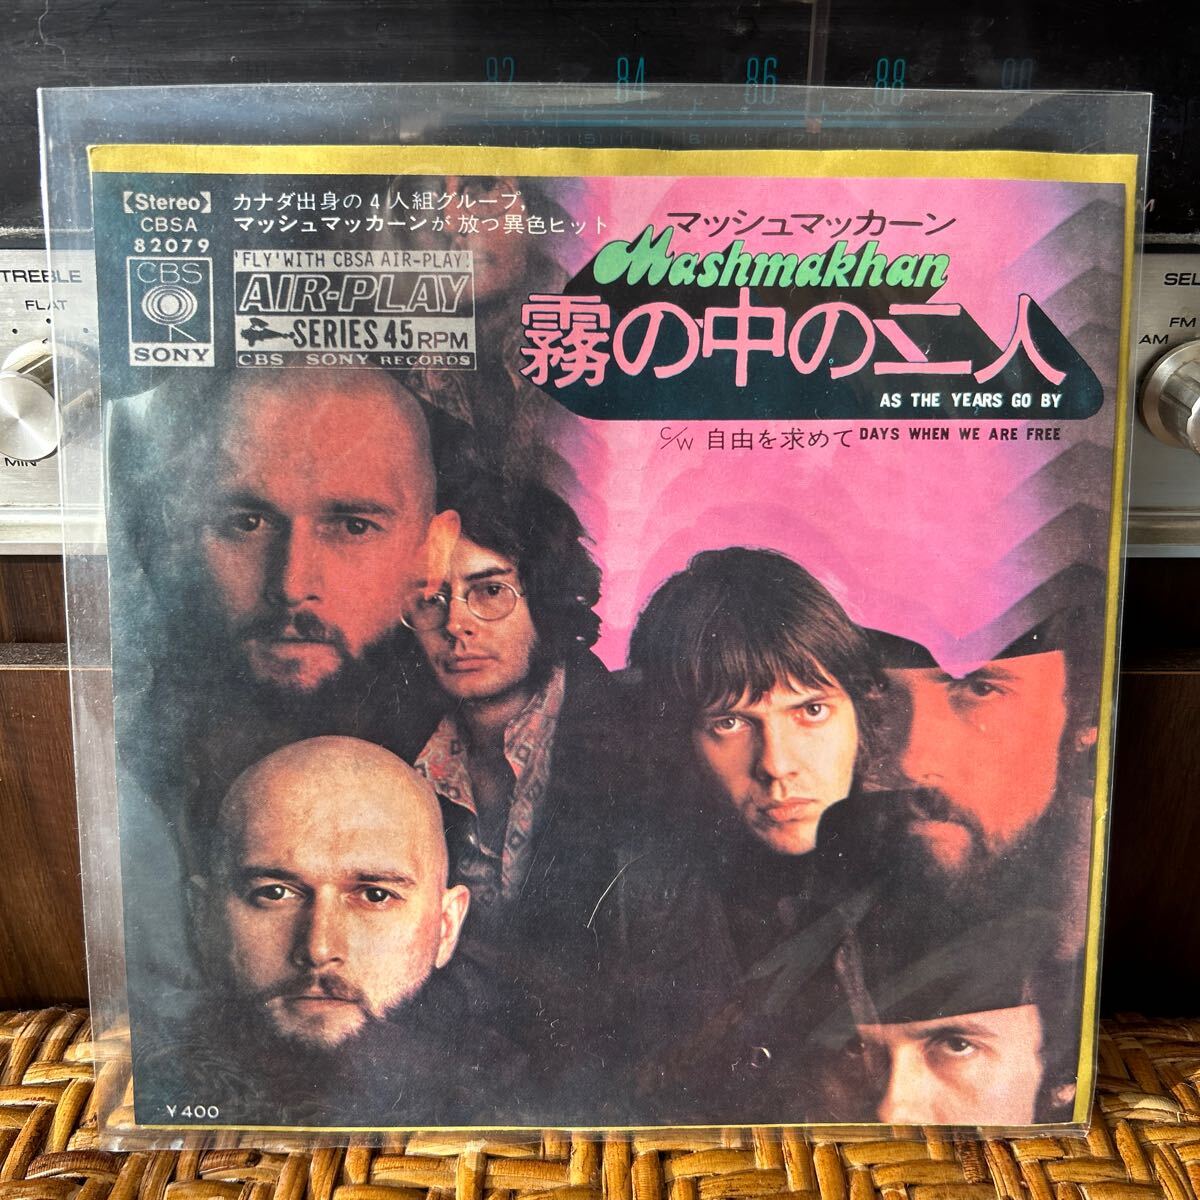 82 84 86 88 90
TREBLE
FLAT
MIN
SEL
FM
AM
【Stereo】
CBSA
82079
カナダ出身の4人組グループ,
マッシュマッカーンが放つ異色ヒット
CBS
SONY
'FLY' WITH CBSA AIR-PLAY!
AIR-PLAY
SERIES 45 RPM
CBS SONY RECORDS
マッシュマッカーン
Mashmakhan
霧の中の二人
AS THE YEARS GO BY
C/W 自由を求めて DAYS WHEN WE ARE FREE
¥400